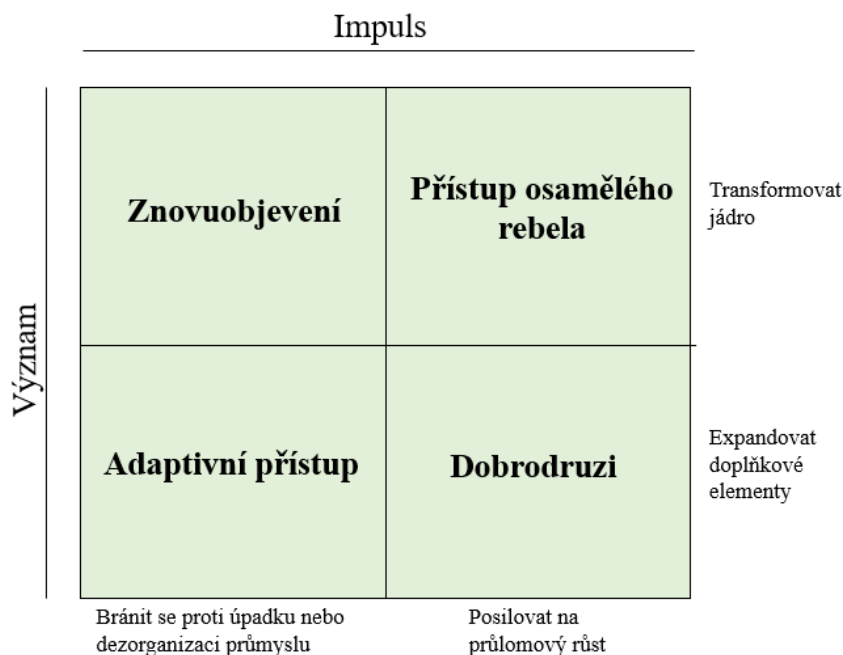 Impuls
Znovuobjevení
Přístup osamělého
rebela
Transformovat
jádro
Význam
Adaptivní přístup
Dobrodruzi
Expandovat
doplňkové
elementy
Bránit se proti úpadku nebo
dezorganizaci průmyslu
Posilovat na
průlomový růst